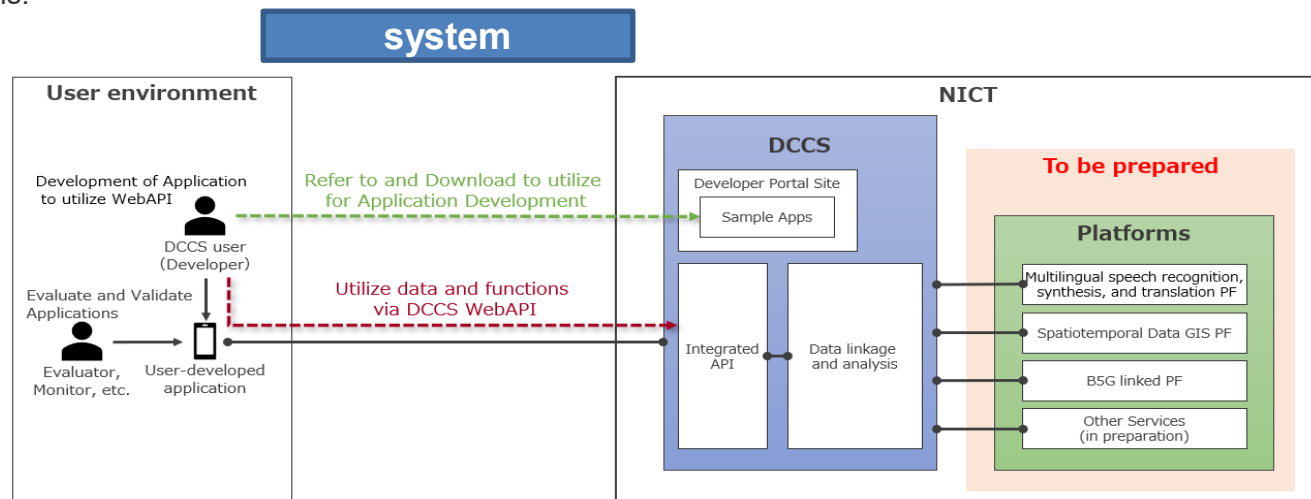 system
User environment
Development of Application
to utilize WebAPI
DCCS user
(Developer)
Evaluate and Validate
Applications
Evaluator,
Monitor, etc.
User-developed
application
Refer to and Download to utilize
for Application Development
Utilize data and functions
via DCCS WebAPI
NICT
DCCS
Developer Portal Site
Sample Apps
Integrated
API
Data linkage
and analysis
To be prepared
Platforms
Multilingual speech recognition,
synthesis, and translation PF
Spatiotemporal Data GIS PF
B5G linked PF
Other Services
(in preparation)